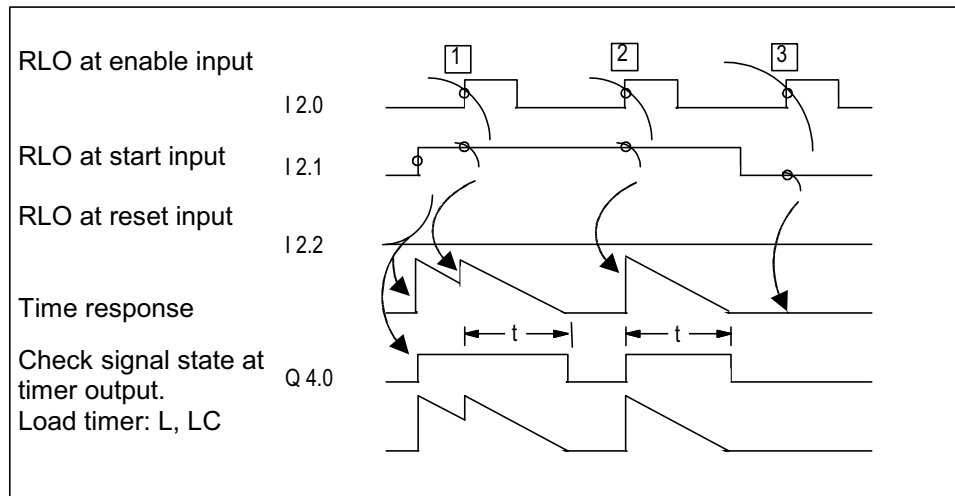 1 2 3
RLO at enable input
I 2.0
RLO at start input
I 2.1
RLO at reset input
I 2.2
Time response
t t
Check signal state at
timer output.
Q 4.0
Load timer: L, LC